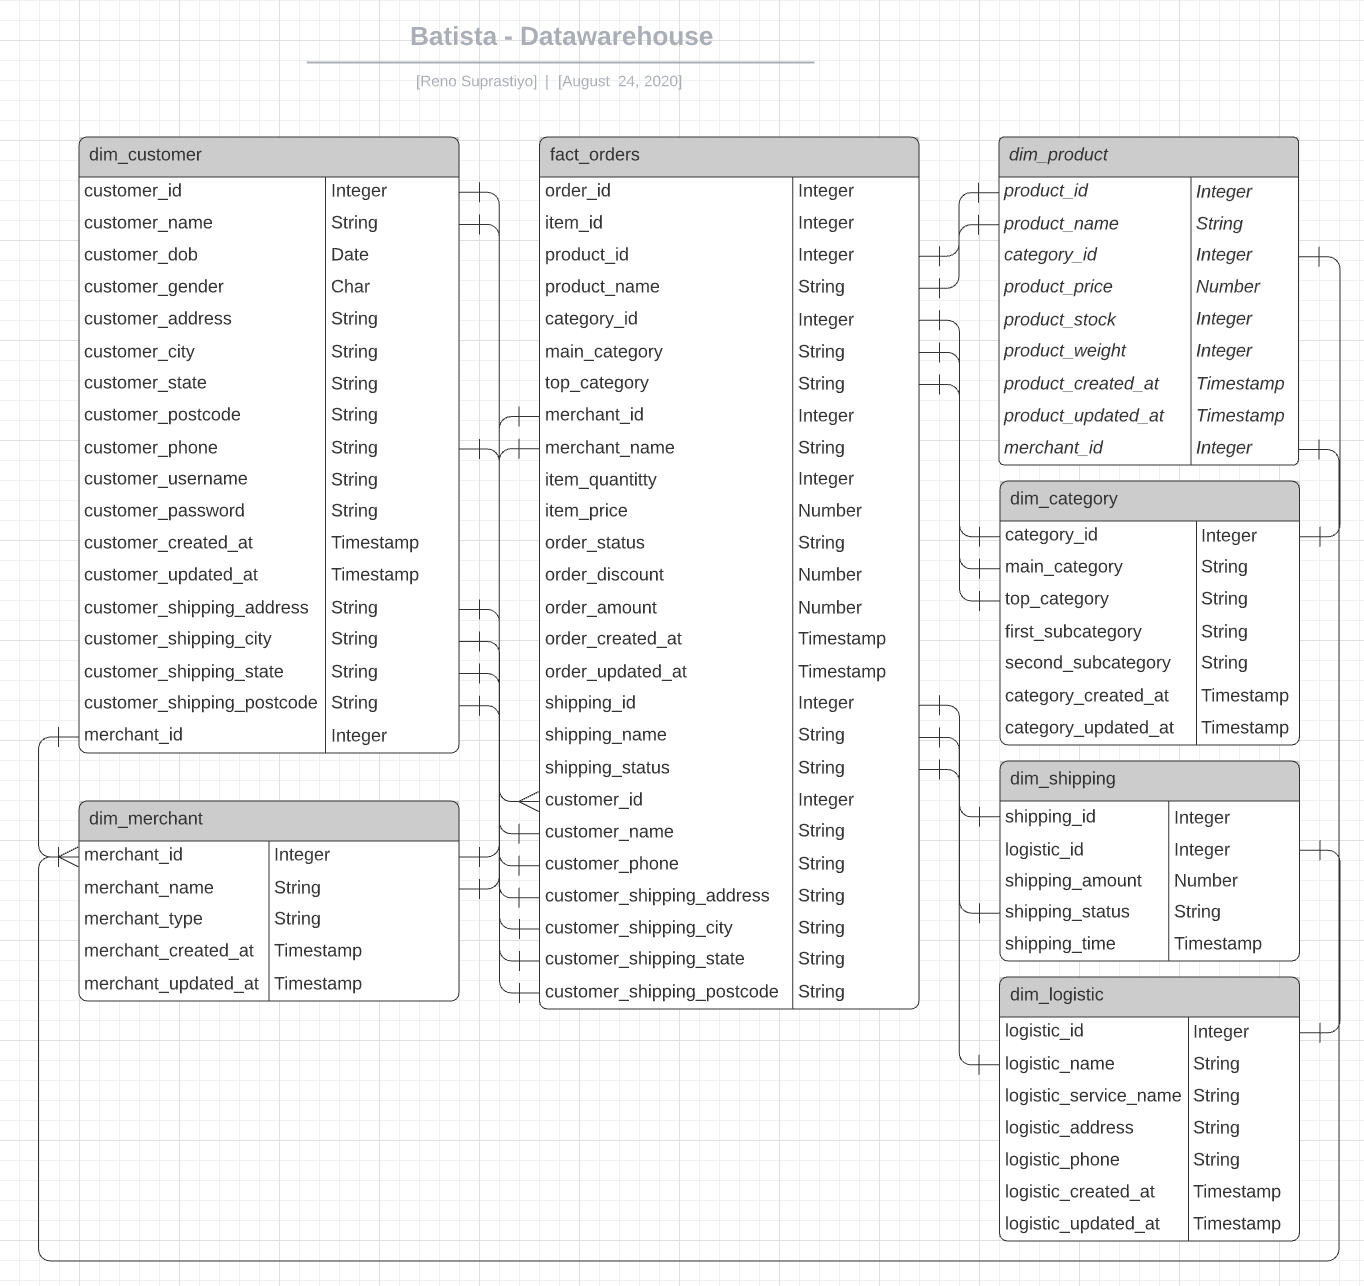 Batista - Datawarehouse
[Reno Suprastiyo] | [August 24, 2020]
dim_customer
customer_id Integer
customer_name String
customer_dob Date
customer_gender Char
customer_address String
customer_city String
customer_state String
customer_postcode String
customer_phone String
customer_username String
customer_password String
customer_created_at Timestamp
customer_updated_at Timestamp
customer_shipping_address String
customer_shipping_city String
customer_shipping_state String
customer_shipping_postcode String
merchant_id Integer
dim_merchant
merchant_id Integer
merchant_name String
merchant_type String
merchant_created_at Timestamp
merchant_updated_at Timestamp
fact_orders
order_id Integer
item_id Integer
product_id Integer
product_name String
category_id Integer
main_category String
top_category String
merchant_id Integer
merchant_name String
item_quantitty Integer
item_price Number
order_status String
order_discount Number
order_amount Number
order_created_at Timestamp
order_updated_at Timestamp
shipping_id Integer
shipping_name String
shipping_status String
customer_id Integer
customer_name String
customer_phone String
customer_shipping_address String
customer_shipping_city String
customer_shipping_state String
customer_shipping_postcode String
dim_product
product_id Integer
product_name String
category_id Integer
product_price Number
product_stock Integer
product_weight Integer
product_created_at Timestamp
product_updated_at Timestamp
merchant_id Integer
dim_category
category_id Integer
main_category String
top_category String
first_subcategory String
second_subcategory String
category_created_at Timestamp
category_updated_at Timestamp
dim_shipping
shipping_id Integer
logistic_id Integer
shipping_amount Number
shipping_status String
shipping_time Timestamp
dim_logistic
logistic_id Integer
logistic_name String
logistic_service_name String
logistic_address String
logistic_phone String
logistic_created_at Timestamp
logistic_updated_at Timestamp